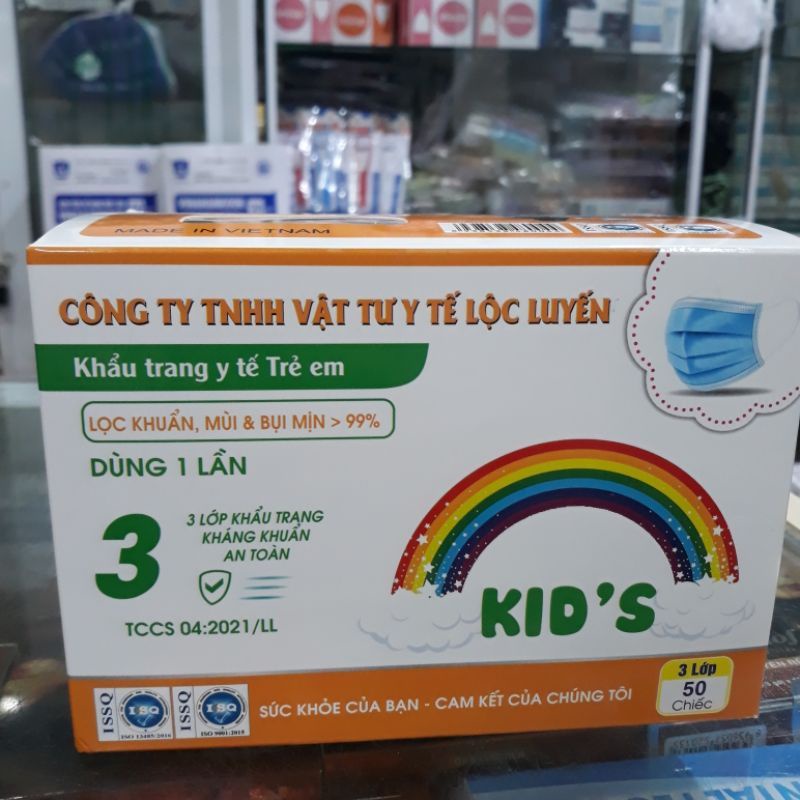 MADE IN VIETNAM
CÔNG TY TNHH VẬT TƯ Y TẾ LỘC LUYẾN
Khẩu trang y tế Trẻ em
LỌC KHUẨN, MÙI & BỤI MỊN > 99%
DÙNG 1 LẦN
3
3 LỚP KHẨU TRANG
KHÁNG KHUẨN
AN TOÀN
TCCS 04:2021/LL
KID'S
ISSQ
ISQ
ISO 13485:2016
ISSQ
ISQ
ISO 9001:2015
SỨC KHỎE CỦA BẠN - CAM KẾT CỦA CHÚNG TÔI
3 Lớp
50
Chiếc